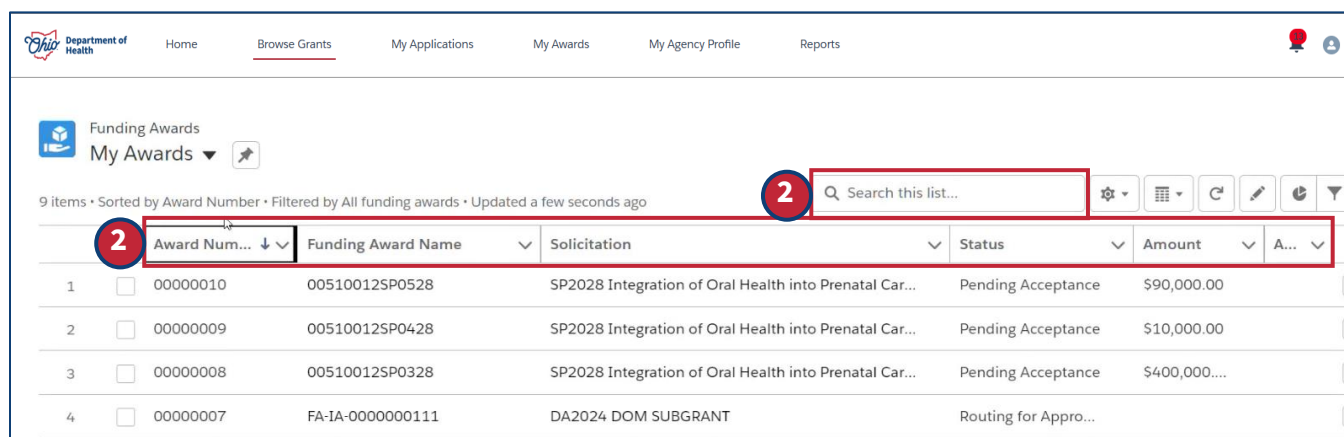 Ohio Department of Health
Home Browse Grants My Applications My Awards My Agency Profile Reports
Funding Awards
My Awards
9 items • Sorted by Award Number • Filtered by All funding awards • Updated a few seconds ago
2 Search this list...
2 Award Num... Funding Award Name Solicitation Status Amount A...
1 00000010 00510012SP0528 SP2028 Integration of Oral Health into Prenatal Car... Pending Acceptance $90,000.00
2 00000009 00510012SP0428 SP2028 Integration of Oral Health into Prenatal Car... Pending Acceptance $10,000.00
3 00000008 00510012SP0328 SP2028 Integration of Oral Health into Prenatal Car... Pending Acceptance $400,000....
4 00000007 FA-IA-0000000111 DA2024 DOM SUBGRANT Routing for Appro...